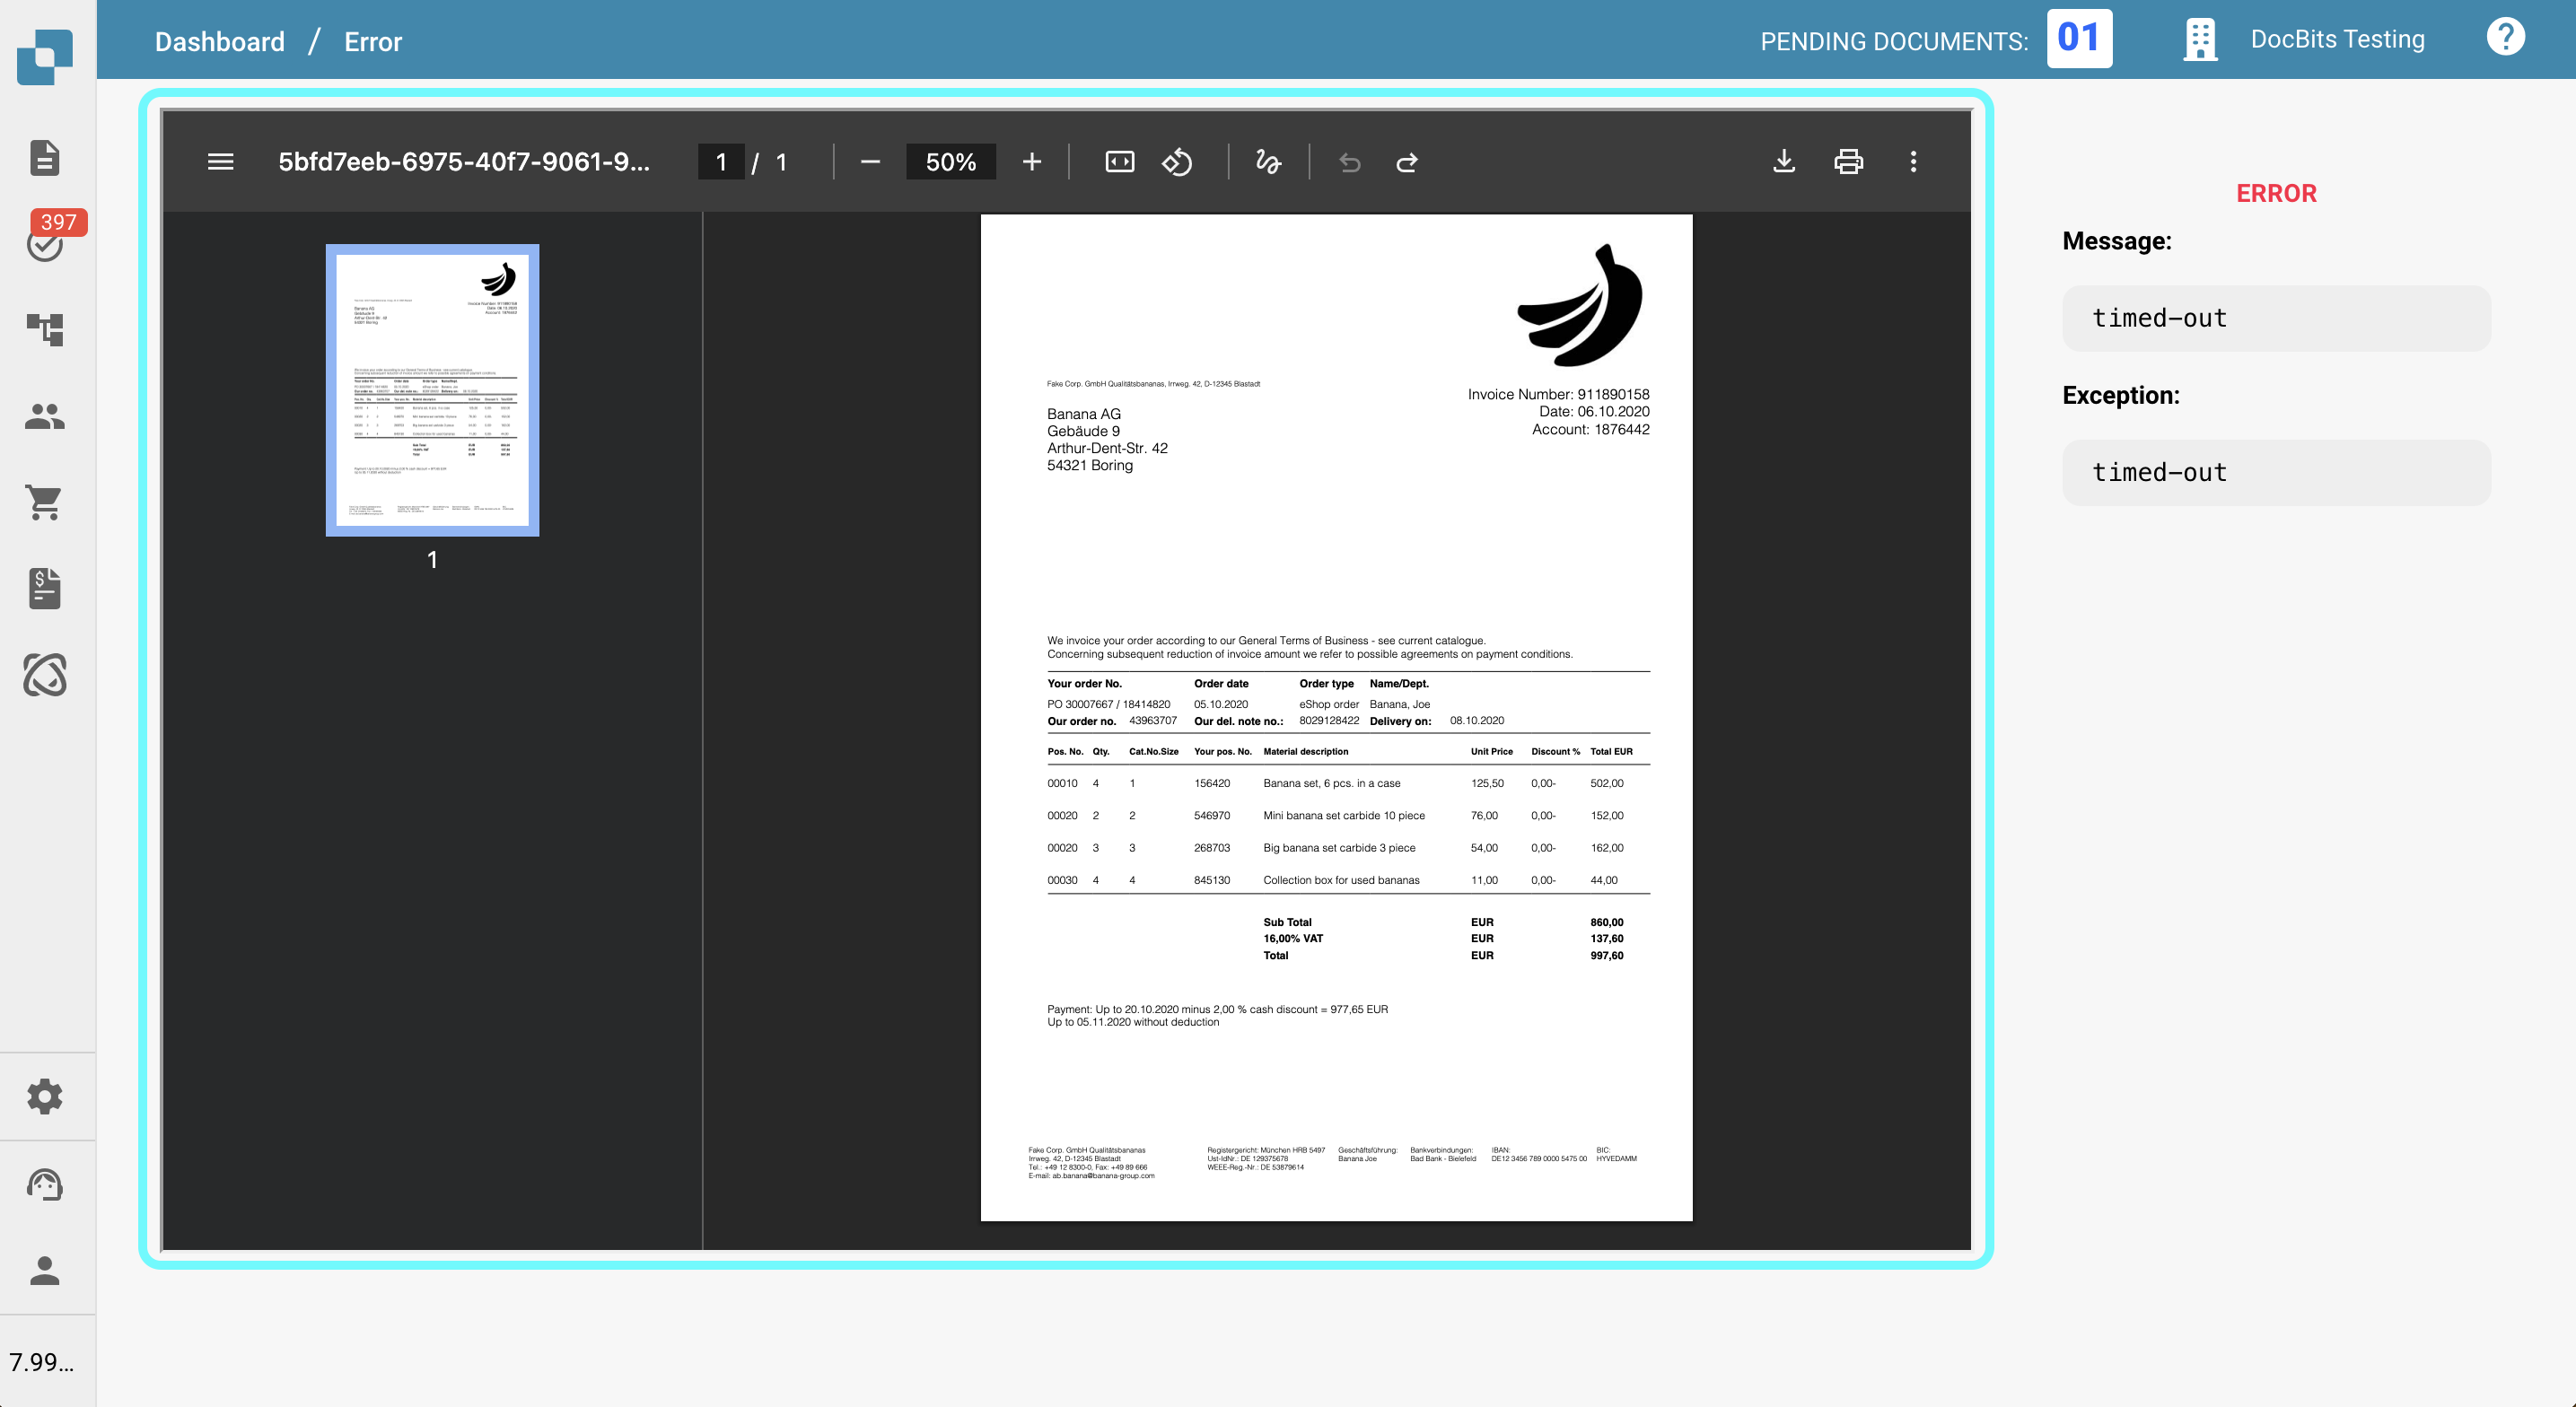 Dashboard / Error
PENDING DOCUMENTS: 01
DocBits Testing
?
397
7.99...
5bfd7eeb-6975-40f7-9061-9...
1 / 1
50%
1
Fake Corp. GmbH Qualitätsbananas, Irrweg. 42, D-12345 Blastadt
Banana AG
Gebäude 9
Arthur-Dent-Str. 42
54321 Boring
Invoice Number: 911890158
Date: 06.10.2020
Account: 1876442
We invoice your order according to our General Terms of Business - see current catalogue.
Concerning subsequent reduction of invoice amount we refer to possible agreements on payment conditions.
Your order No. Order date Order type Name/Dept.
PO 30007667 / 18414820 05.10.2020 eShop order Banana, Joe
Our order no. 43963707 Our del. note no.: 8029128422 Delivery on: 08.10.2020
Pos. No. Qty. Cat.No.Size Your pos. No. Material description Unit Price Discount % Total EUR
00010 4 1 156420 Banana set, 6 pcs. in a case 125,50 0,00- 502,00
00020 2 2 546970 Mini banana set carbide 10 piece 76,00 0,00- 152,00
00020 3 3 268703 Big banana set carbide 3 piece 54,00 0,00- 162,00
00030 4 4 845130 Collection box for used bananas 11,00 0,00- 44,00
Sub Total EUR 860,00
16,00% VAT EUR 137,60
Total EUR 997,60
Payment: Up to 20.10.2020 minus 2,00 % cash discount = 977,65 EUR
Up to 05.11.2020 without deduction
Fake Corp. GmbH Qualitätsbananas
Irrweg. 42, D-12345 Blastadt
Tel.: +49 12 8300-0, Fax: +49 89 666
E-mail: ab.banana@banana-group.com
Registergericht: München HRB 5497
Ust-IdNr.: DE 129375678
WEEE-Reg.-Nr.: DE 53879614
Geschäftsführung:
Banana Joe
Bankverbindungen:
Bad Bank - Bielefeld
IBAN:
DE12 3456 789 0000 5475 00
BIC:
HYVEDAMM
ERROR
Message:
timed-out
Exception:
timed-out